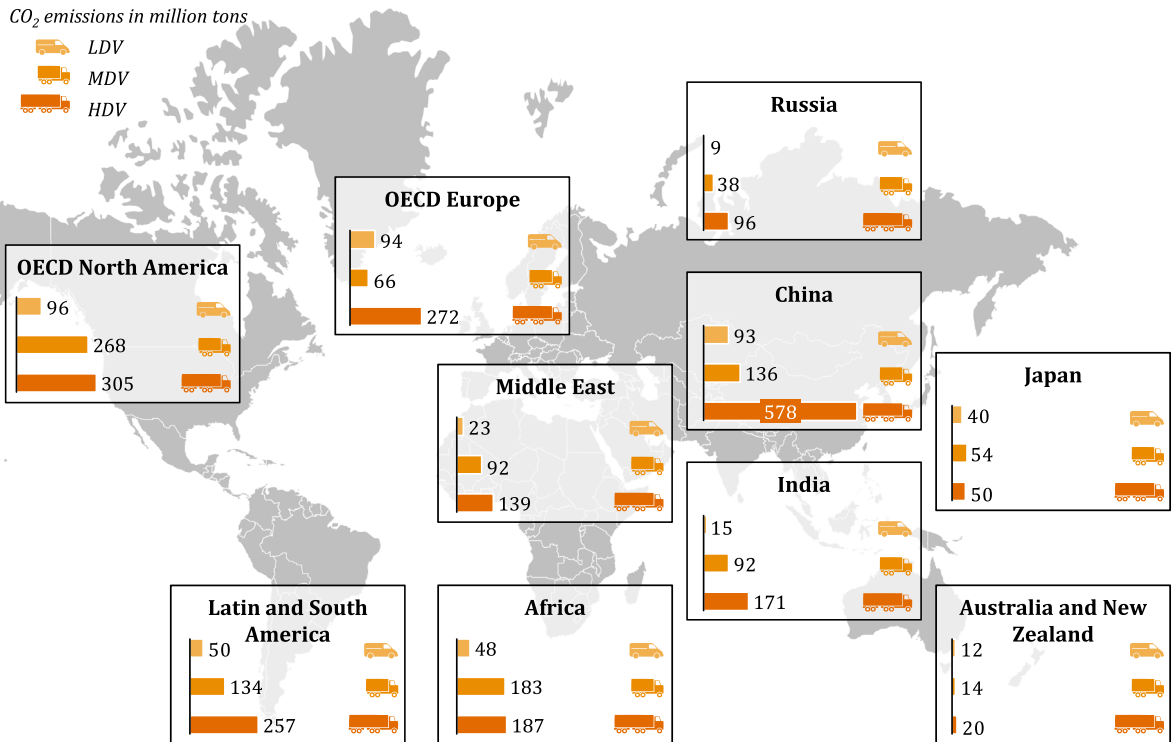 CO₂ emissions in million tons
LDV
MDV
HDV
Russia
9
38
96
OECD Europe
94
66
272
OECD North America
96
268
305
China
93
136
578
Middle East
23
92
139
Japan
40
54
50
India
15
92
171
Latin and South
America
50
134
257
Africa
48
183
187
Australia and New
Zealand
12
14
20